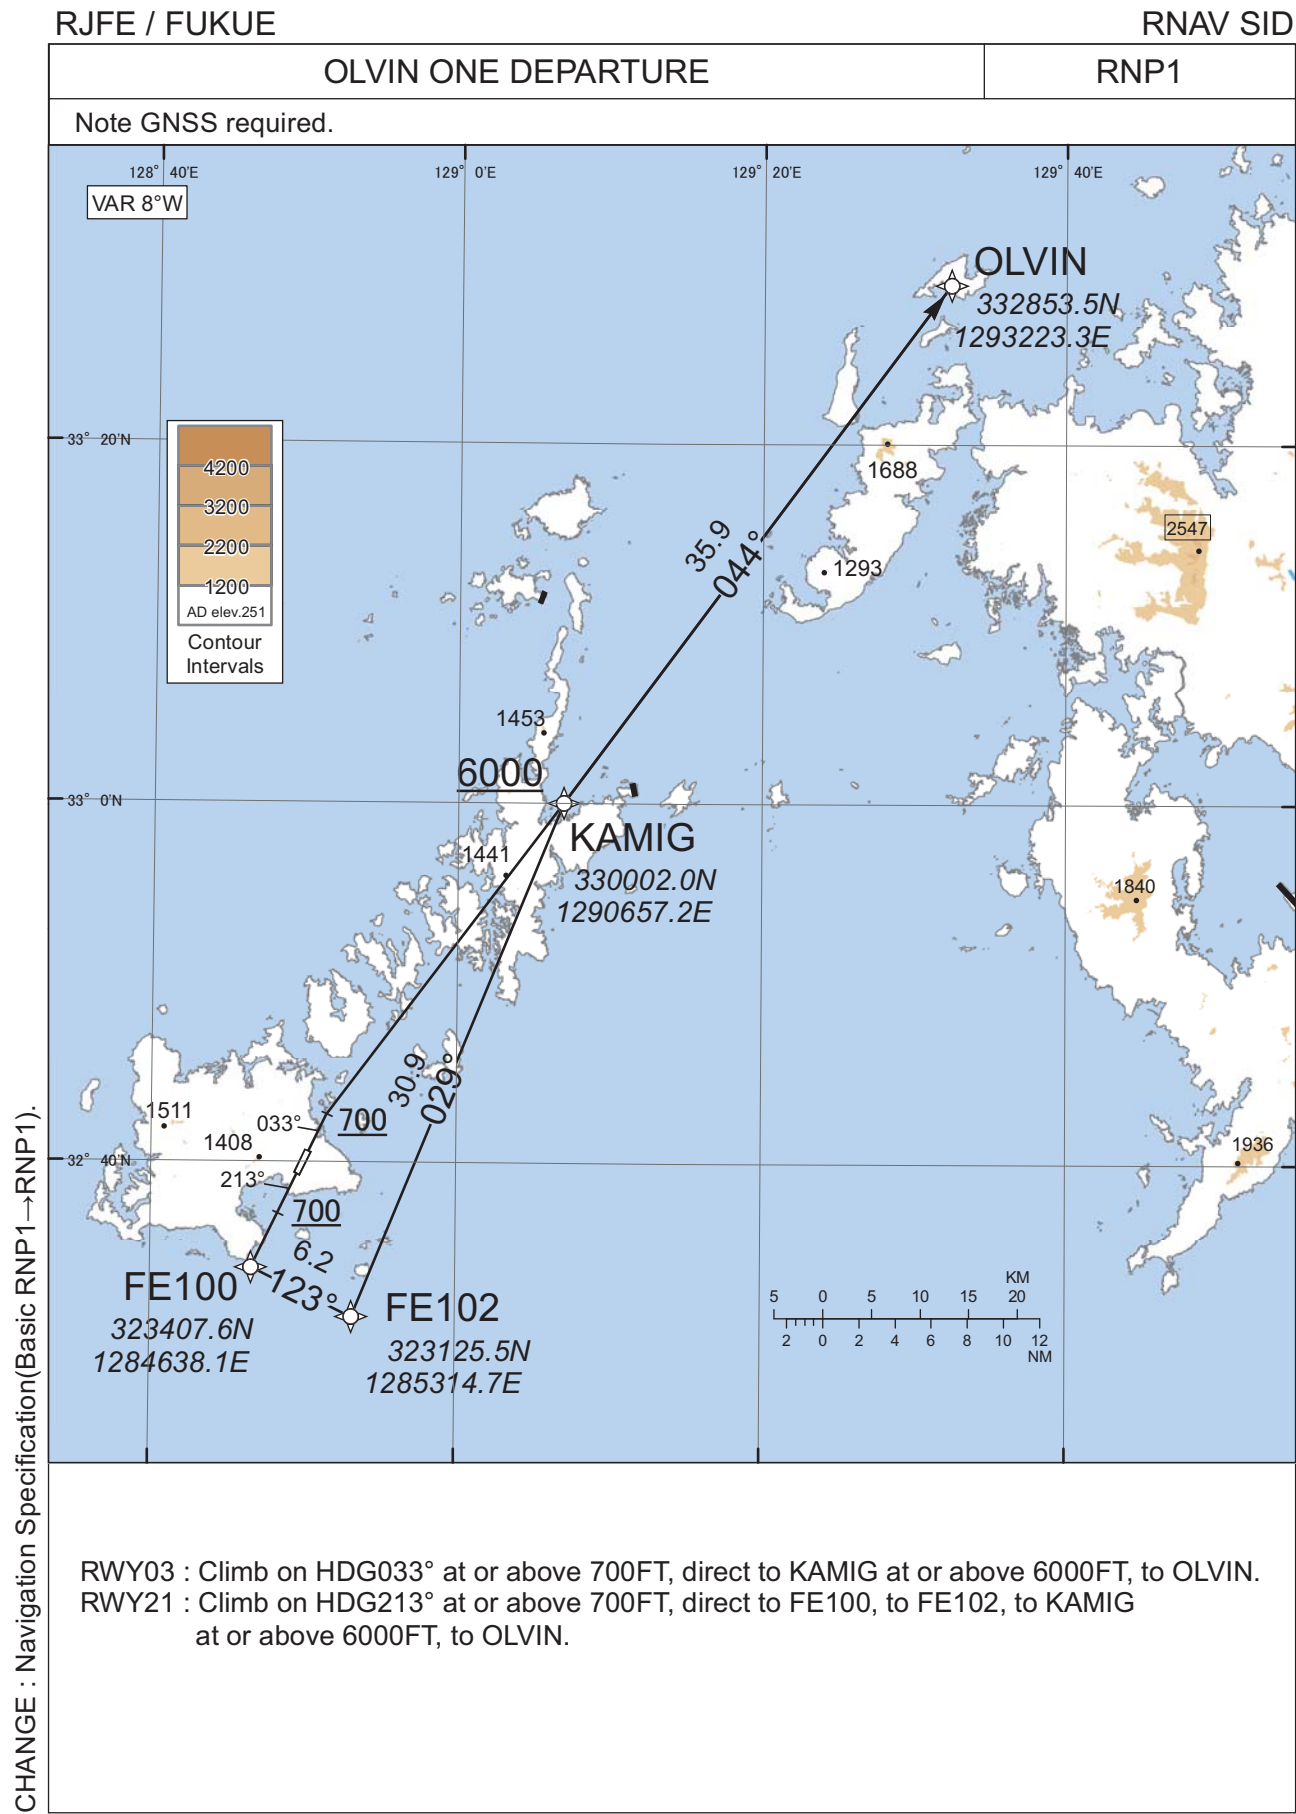 RJFE / FUKUE
RNAV SID
OLVIN ONE DEPARTURE
RNP1
Note GNSS required.
128° 40'E
129° 0'E
129° 20'E
129° 40'E
VAR 8°W
OLVIN
332853.5N
1293223.3E
33° 20'N
4200
3200
2200
1200
AD elev.251
Contour
Intervals
1688
2547
35.9
044°
1293
1453
6000
33° 0'N
KAMIG
330002.0N
1290657.2E
1441
1840
30.9
029°
1511
033°
700
1408
32° 40'N
213°
1936
700
6.2
123°
FE100
323407.6N
1284638.1E
FE102
323125.5N
1285314.7E
KM
5 0 5 10 15 20
2 0 2 4 6 8 10 12
NM
RWY03 : Climb on HDG033° at or above 700FT, direct to KAMIG at or above 6000FT, to OLVIN.
RWY21 : Climb on HDG213° at or above 700FT, direct to FE100, to FE102, to KAMIG
at or above 6000FT, to OLVIN.
CHANGE : Navigation Specification(Basic RNP1→RNP1).